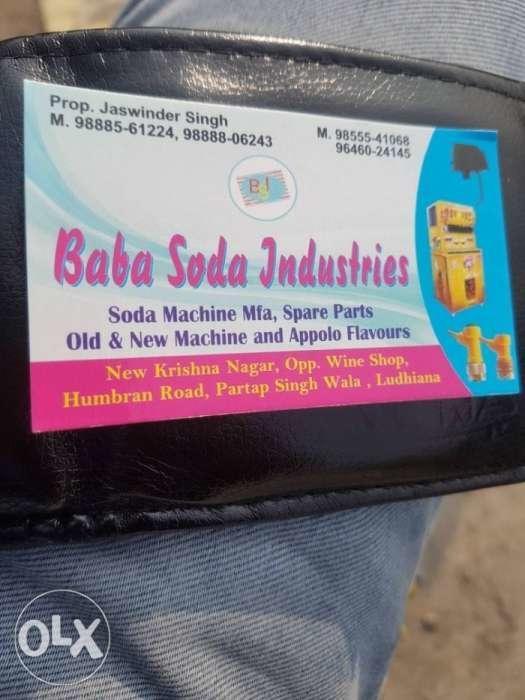 Prop. Jaswinder Singh
M. 98885-61224, 98888-06243
M. 98555-41068
96460-24145
BSI
Baba Soda Industries
Soda Machine Mfa, Spare Parts
Old & New Machine and Appolo Flavours
New Krishna Nagar, Opp. Wine Shop,
Humbran Road, Partap Singh Wala , Ludhiana
OLX